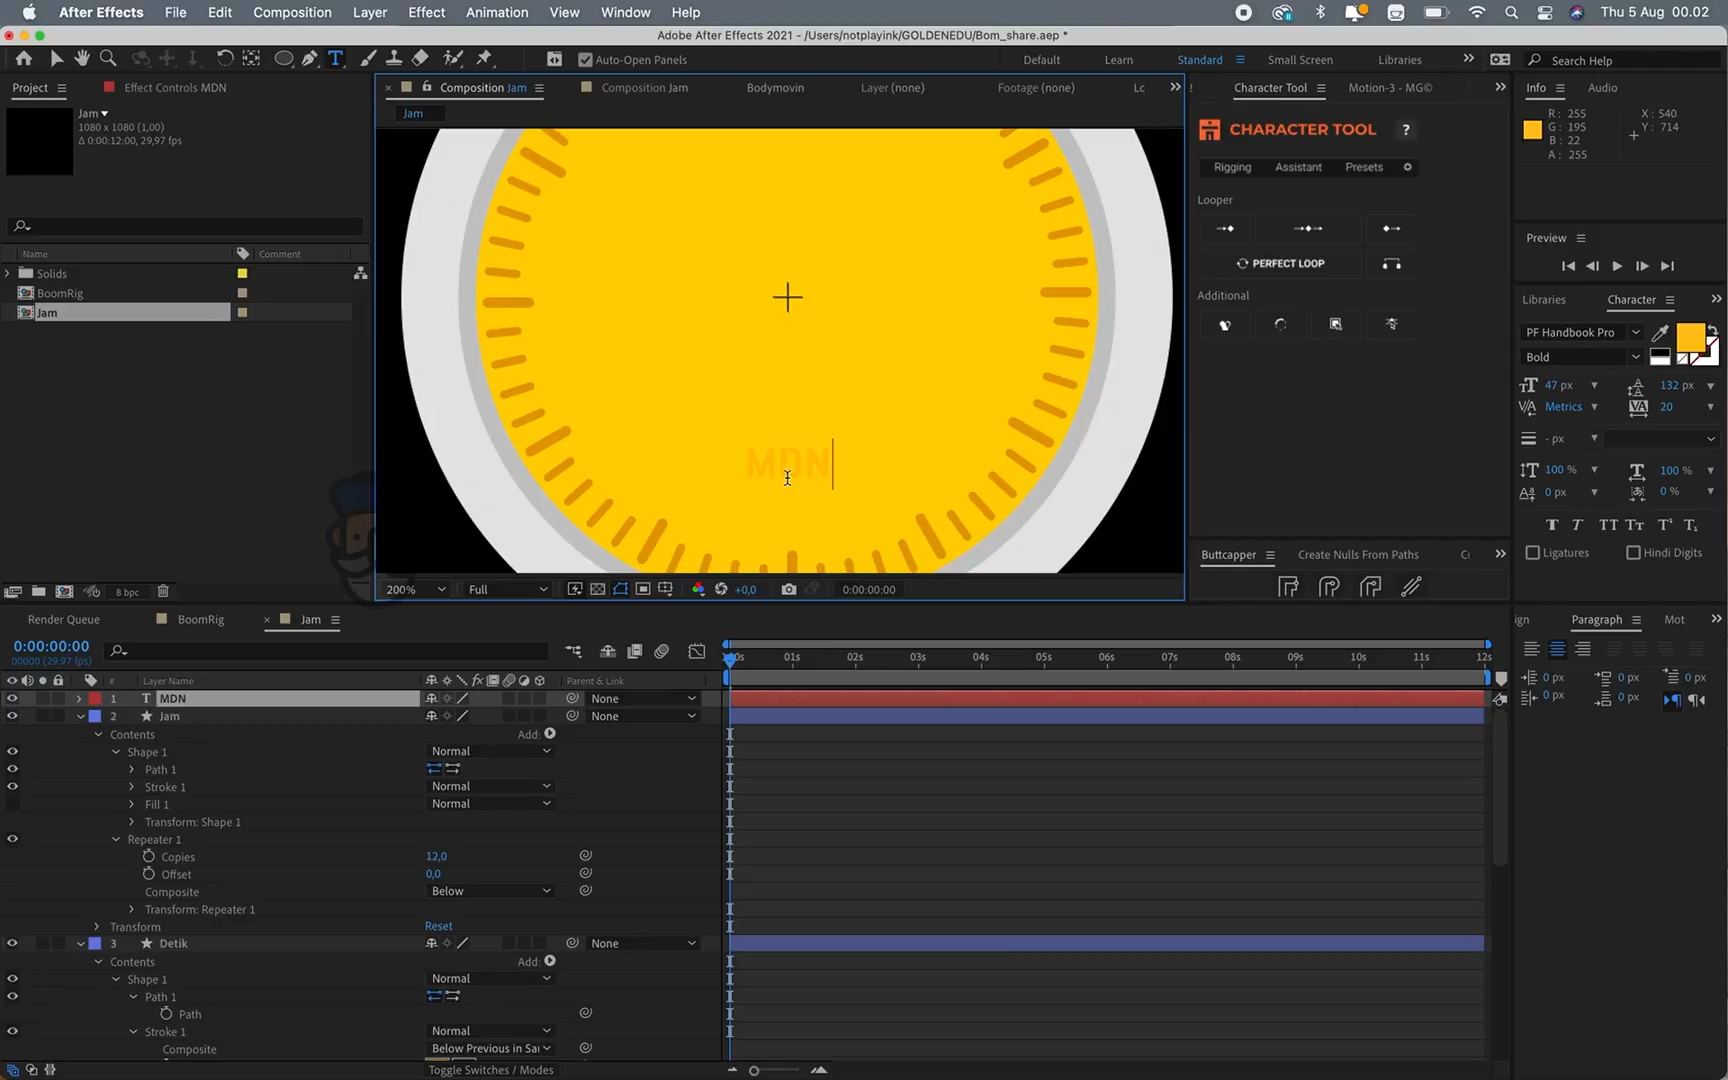 After Effects File Edit Composition Layer Effect Animation View Window Help Thu 5 Aug 00.02
Adobe After Effects 2021 - /Users/notplayink/GOLDENEDU/Bom_share.aep *
Auto-Open Panels Default Learn Standard Small Screen Libraries Search Help
Project Effect Controls MDN
Jam
1080 x 1080 (1,00)
Δ 0:00:12:00, 29,97 fps
Name Comment
Solids
BoomRig
Jam
8 bpc
Composition Jam Composition Jam Bodymovin Layer (none) Footage (none) Lc
Jam
MDN
200% Full +0,0 0:00:00:00
Character Tool Motion-3 - MG©
CHARACTER TOOL ?
Rigging Assistant Presets
Looper
PERFECT LOOP
Additional
Buttcapper Create Nulls From Paths
Info Audio
R: 255
G: 195
B: 22
A: 255
X: 540
Y: 714
Preview
Libraries Character
PF Handbook Pro
Bold
47 px 132 px
Metrics 20
- px
100 % 100 %
0 px 0 %
Ligatures Hindi Digits
ign Paragraph Mot
0 px 0 px 0 px
0 px 0 px
Render Queue BoomRig Jam
0:00:00:00
00000 (29.97 fps)
# Layer Name fx Parent & Link
01s 02s 03s 04s 05s 06s 07s 08s 09s 10s 11s 12s
1 T MDN None
2 Jam None
Contents Add:
Shape 1 Normal
Path 1
Stroke 1 Normal
Fill 1 Normal
Transform: Shape 1
Repeater 1
Copies 12,0
Offset 0,0
Composite Below
Transform: Repeater 1
Transform Reset
3 Detik None
Contents Add:
Shape 1 Normal
Path 1
Path
Stroke 1 Normal
Composite Below Previous in Sa
Toggle Switches / Modes